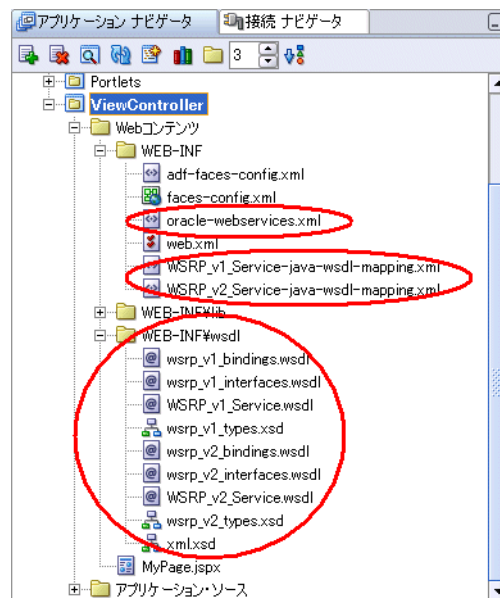 アプリケーション ナビゲータ 接続 ナビゲータ
3
Portlets
ViewController
Webコンテンツ
WEB-INF
adf-faces-config.xml
faces-config.xml
oracle-webservices.xml
web.xml
WSRP_v1_Service-java-wsdl-mapping.xml
WSRP_v2_Service-java-wsdl-mapping.xml
WEB-INF¥lib
WEB-INF¥wsdl
wsrp_v1_bindings.wsdl
wsrp_v1_interfaces.wsdl
WSRP_v1_Service.wsdl
wsrp_v1_types.xsd
wsrp_v2_bindings.wsdl
wsrp_v2_interfaces.wsdl
WSRP_v2_Service.wsdl
wsrp_v2_types.xsd
xml.xsd
MyPage.jspx
アプリケーション・ソース